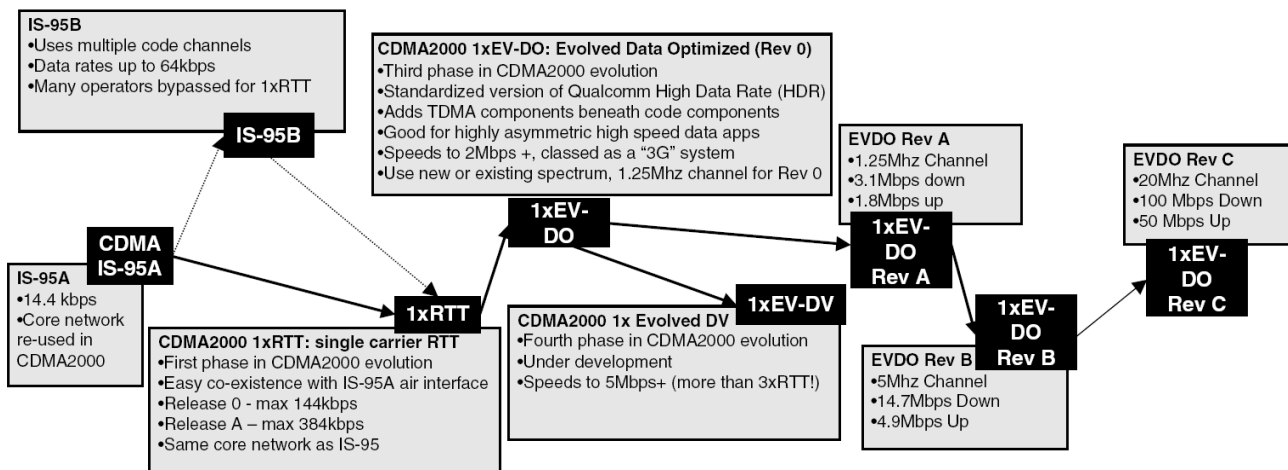 IS-95B
•Uses multiple code channels
•Data rates up to 64kbps
•Many operators bypassed for 1xRTT
IS-95B
CDMA
IS-95A
IS-95A
•14.4 kbps
•Core network
re-used in
CDMA2000
1xRTT
CDMA2000 1xRTT: single carrier RTT
•First phase in CDMA2000 evolution
•Easy co-existence with IS-95A air interface
•Release 0 - max 144kbps
•Release A – max 384kbps
•Same core network as IS-95
CDMA2000 1xEV-DO: Evolved Data Optimized (Rev 0)
•Third phase in CDMA2000 evolution
•Standardized version of Qualcomm High Data Rate (HDR)
•Adds TDMA components beneath code components
•Good for highly asymmetric high speed data apps
•Speeds to 2Mbps +, classed as a “3G” system
•Use new or existing spectrum, 1.25Mhz channel for Rev 0
1xEV-
DO
1xEV-DV
CDMA2000 1x Evolved DV
•Fourth phase in CDMA2000 evolution
•Under development
•Speeds to 5Mbps+ (more than 3xRTT!)
EVDO Rev A
•1.25Mhz Channel
•3.1Mbps down
•1.8Mbps up
1xEV-
DO
Rev A
1xEV-
DO
Rev B
EVDO Rev B
•5Mhz Channel
•14.7Mbps Down
•4.9Mbps Up
EVDO Rev C
•20Mhz Channel
•100 Mbps Down
•50 Mbps Up
1xEV-
DO
Rev C